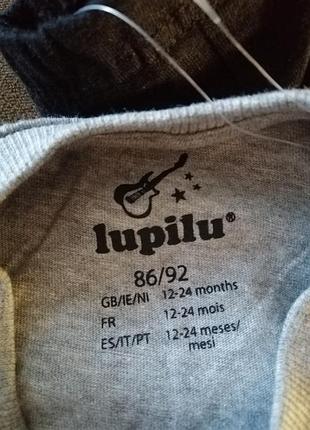 lupilu®
86/92
GB/IE/NI 12-24 months
FR 12-24 mois
ES/IT/PT 12-24 meses/
mesi